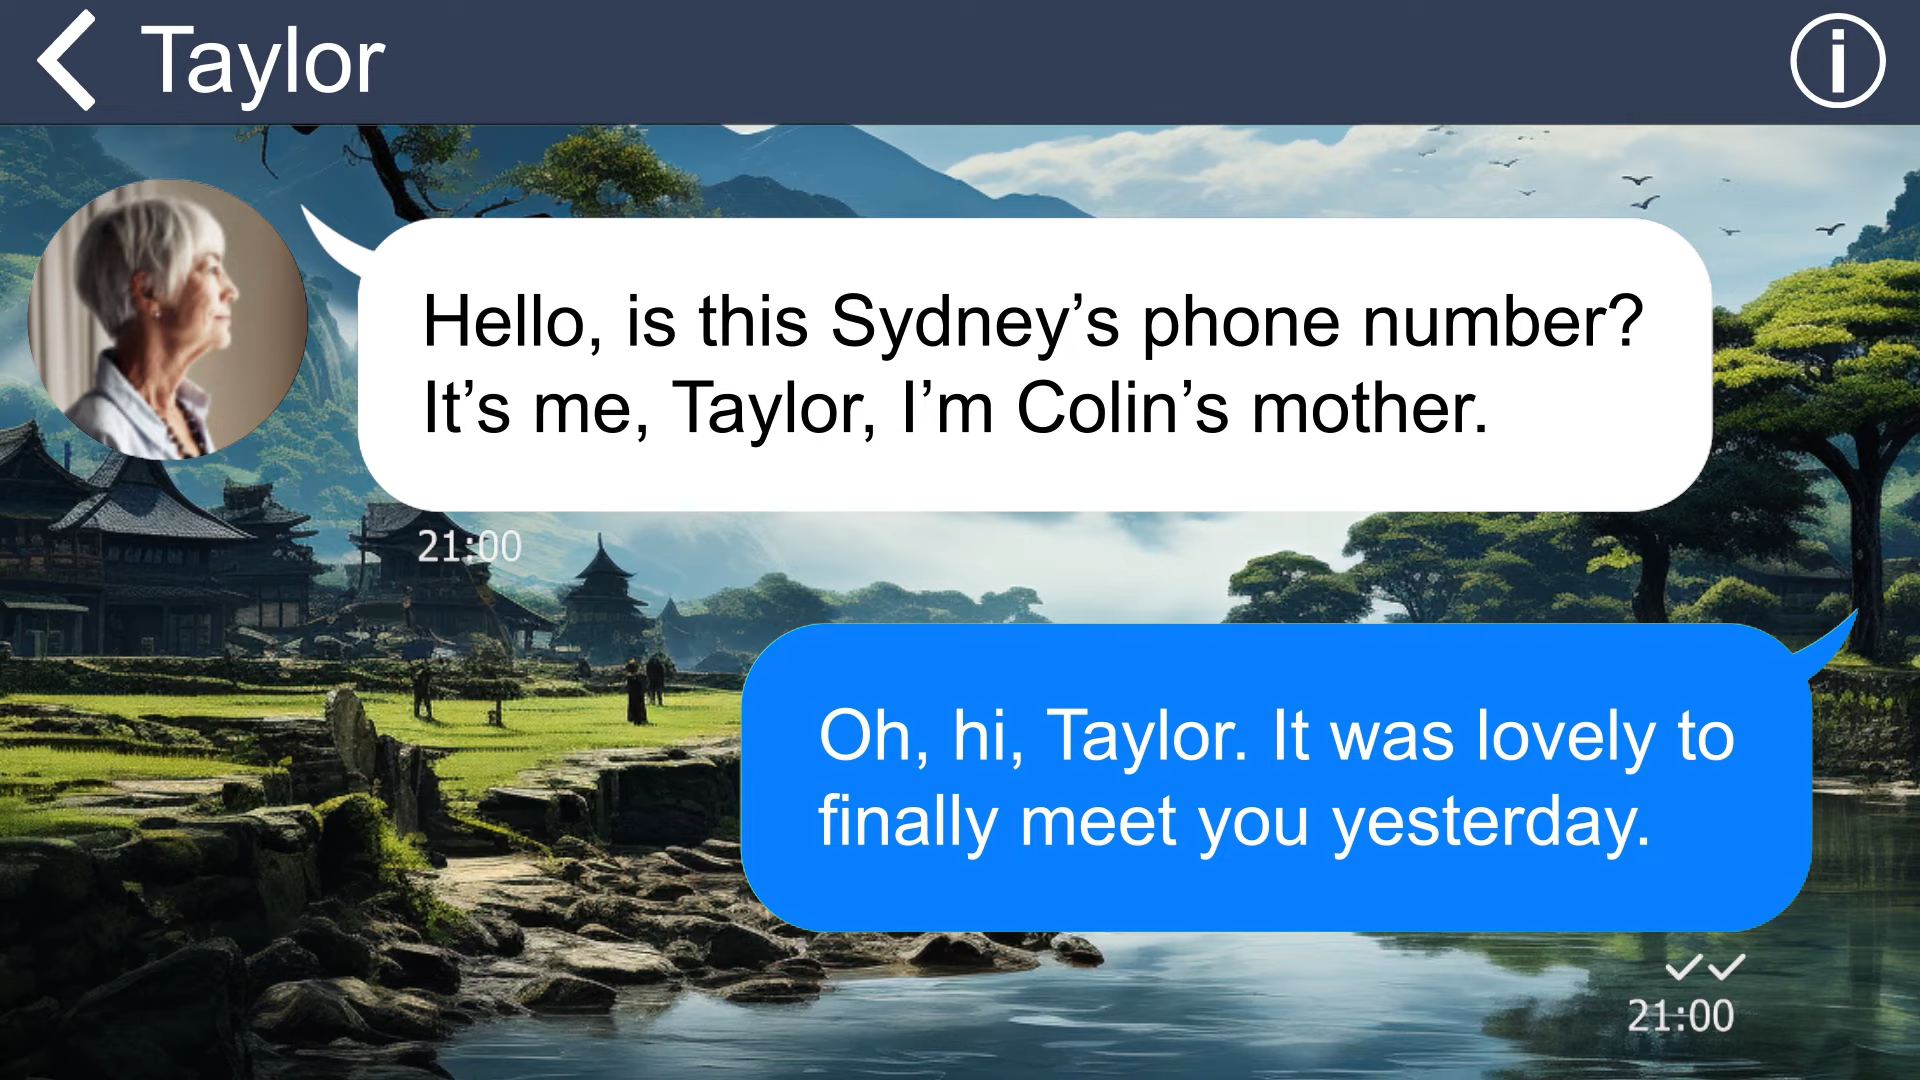 Taylor
Hello, is this Sydney’s phone number?
It’s me, Taylor, I’m Colin’s mother.
21:00
Oh, hi, Taylor. It was lovely to
finally meet you yesterday.
21:00